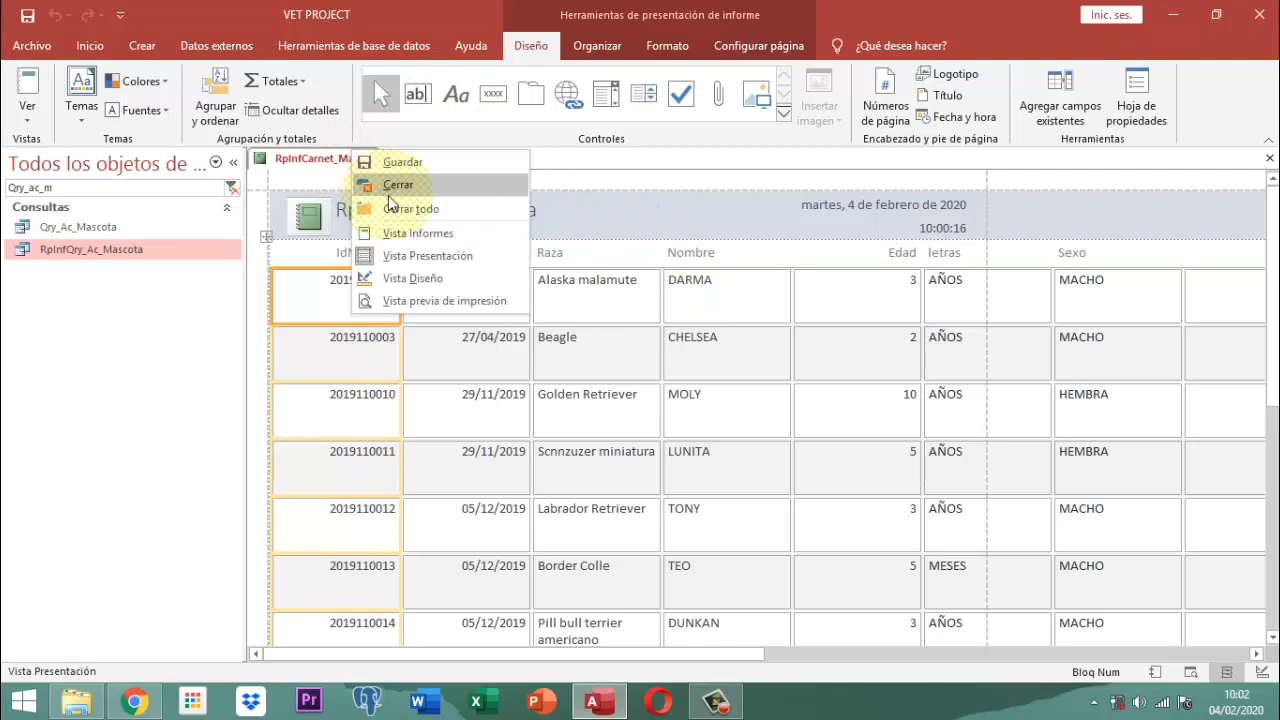 VET PROJECT
Herramientas de presentación de informe
Inic. ses.
Archivo Inicio Crear Datos externos Herramientas de base de datos Ayuda Diseño Organizar Formato Configurar página ¿Qué desea hacer?
Ver
Temas
Aa
Colores
A Fuentes
Agrupar y ordenar
Totales
Ocultar detalles
ab Aa xxxx
Insertar imagen
Números de página
Logotipo
Título
Fecha y hora
Agregar campos existentes
Hoja de propiedades
Vistas Temas Agrupación y totales Controles Encabezado y pie de página Herramientas
Todos los objetos de ...
Qry_ac_m
Consultas
Qry_Ac_Mascota
RpInfQry_Ac_Mascota
Guardar
Cerrar
Cerrar todo
Vista Informes
Vista Presentación
Vista Diseño
Vista previa de impresión
martes, 4 de febrero de 2020
10:00:16
Raza Nombre Edad letras Sexo
Alaska malamute DARMA 3 AÑOS MACHO
2019110003 27/04/2019 Beagle CHELSEA 2 AÑOS MACHO
2019110010 29/11/2019 Golden Retriever MOLY 10 AÑOS HEMBRA
2019110011 29/11/2019 Scnnzuzer miniatura LUNITA 5 AÑOS HEMBRA
2019110012 05/12/2019 Labrador Retriever TONY 3 AÑOS MACHO
2019110013 05/12/2019 Border Colle TEO 5 MESES MACHO
2019110014 05/12/2019 Pill bull terrier americano DUNKAN 3 AÑOS MACHO
Vista Presentación
Bloq Num
10:02
04/02/2020